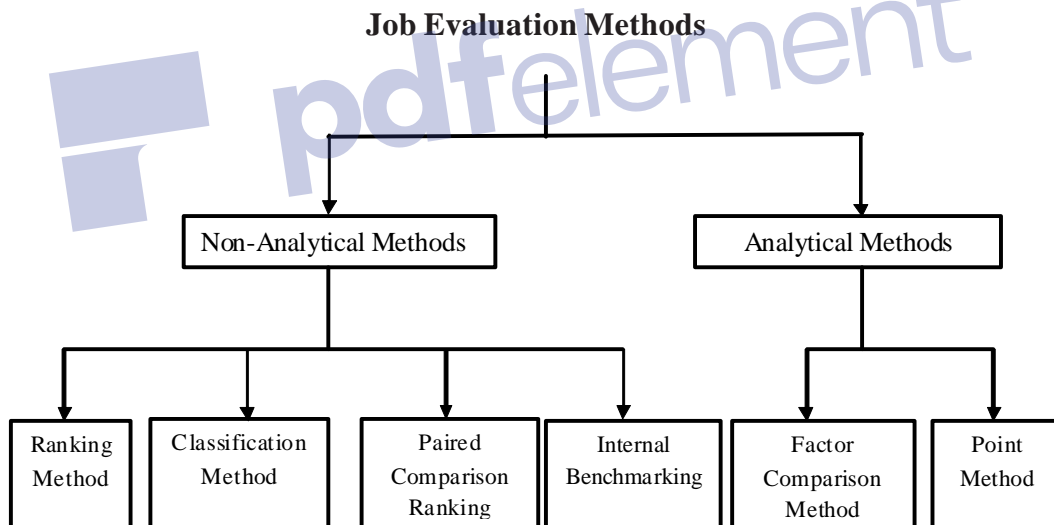 Job Evaluation Methods
pdfelement
Non-Analytical Methods
Analytical Methods
Ranking
Method
Classification
Method
Paired
Comparison
Ranking
Internal
Benchmarking
Factor
Comparison
Method
Point
Method